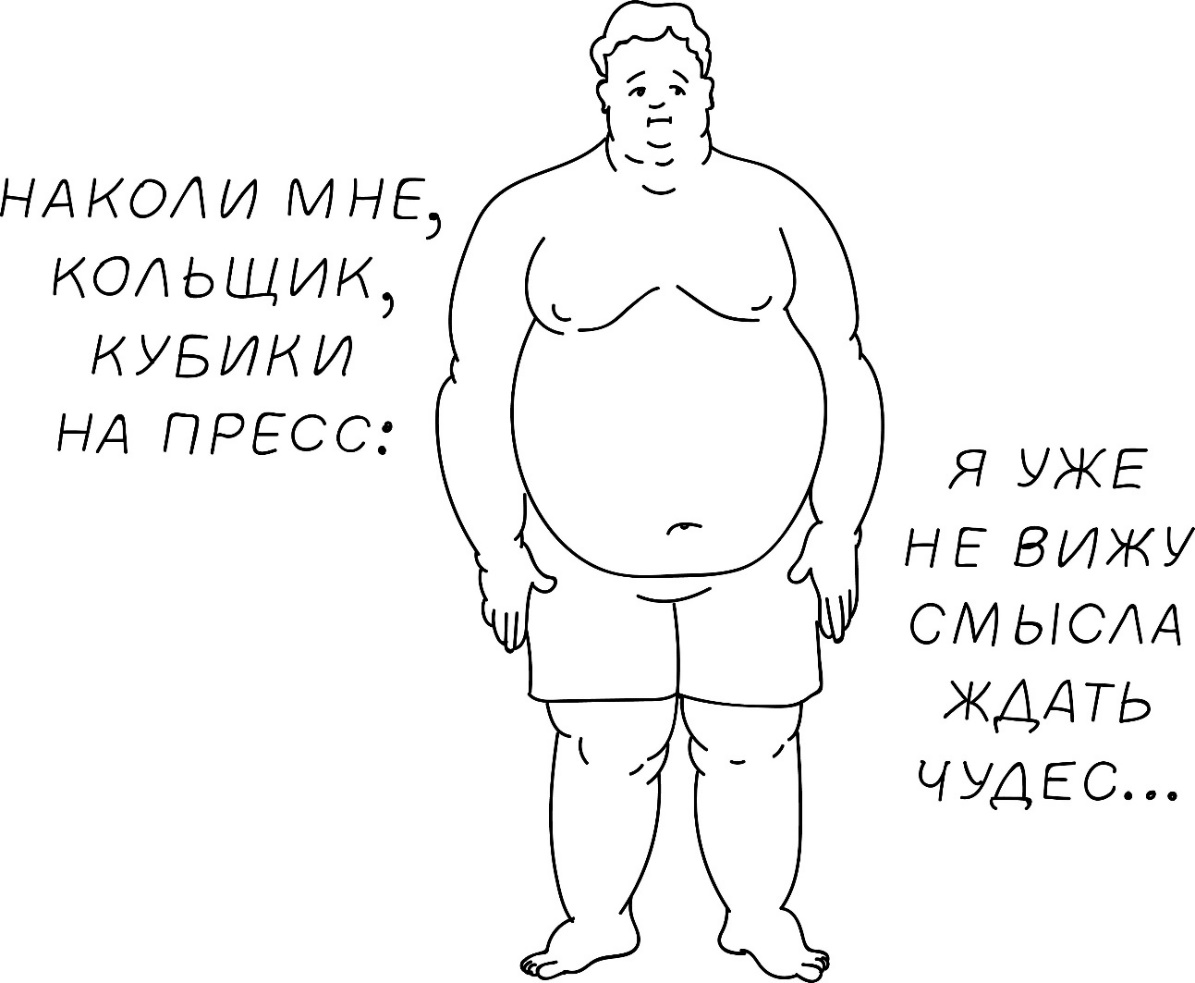 НАКОЛИ МНЕ,
КОЛЬЩИК,
КУБИКИ
НА ПРЕСС:
Я УЖЕ
НЕ ВИЖУ
СМЫСЛА
ЖДАТЬ
ЧУДЕС...